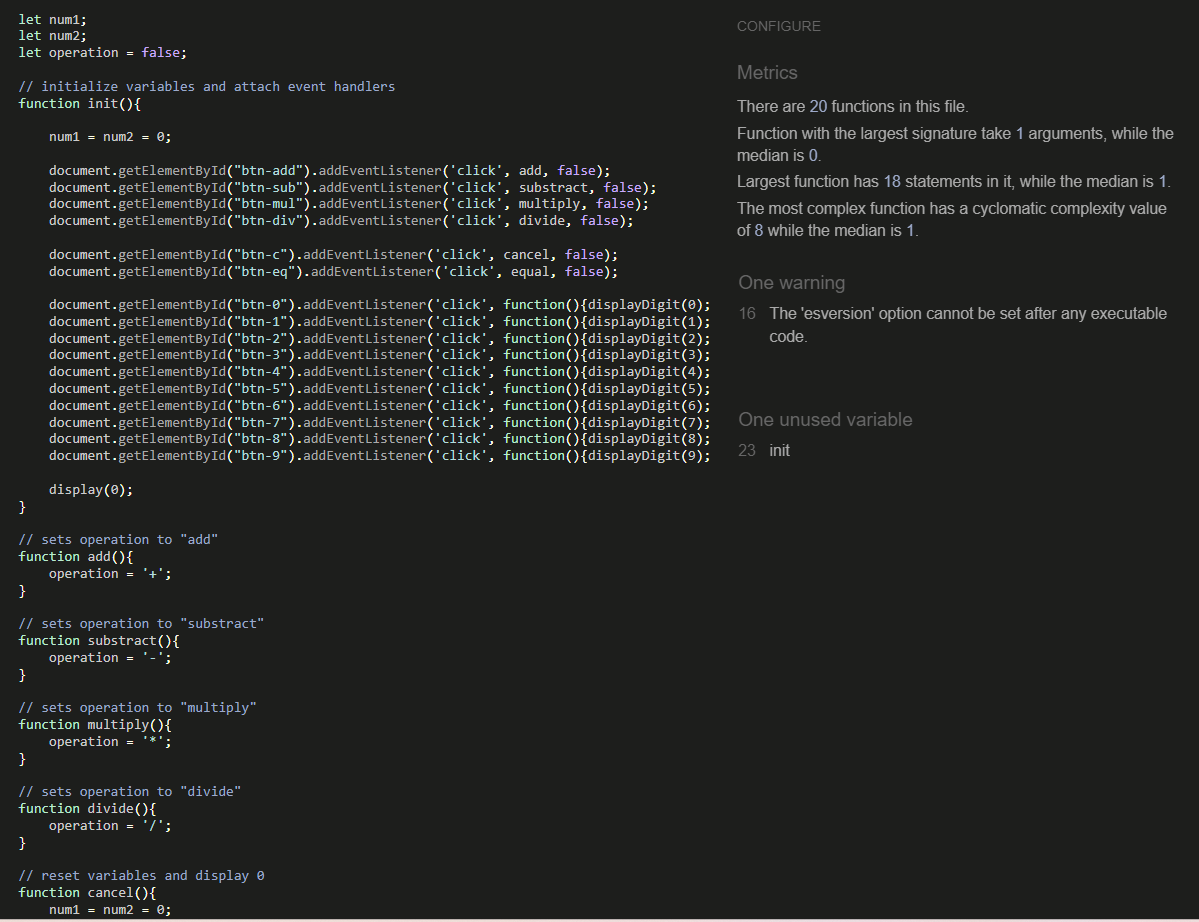 let num1;
let num2;
let operation = false;
// initialize variables and attach event handlers
function init(){
num1 = num2 = 0;
document.getElementById("btn-add").addEventListener('click', add, false);
document.getElementById("btn-sub").addEventListener('click', substract, false);
document.getElementById("btn-mul").addEventListener('click', multiply, false);
document.getElementById("btn-div").addEventListener('click', divide, false);
document.getElementById("btn-c").addEventListener('click', cancel, false);
document.getElementById("btn-eq").addEventListener('click', equal, false);
document.getElementById("btn-0").addEventListener('click', function(){displayDigit(0);
document.getElementById("btn-1").addEventListener('click', function(){displayDigit(1);
document.getElementById("btn-2").addEventListener('click', function(){displayDigit(2);
document.getElementById("btn-3").addEventListener('click', function(){displayDigit(3);
document.getElementById("btn-4").addEventListener('click', function(){displayDigit(4);
document.getElementById("btn-5").addEventListener('click', function(){displayDigit(5);
document.getElementById("btn-6").addEventListener('click', function(){displayDigit(6);
document.getElementById("btn-7").addEventListener('click', function(){displayDigit(7);
document.getElementById("btn-8").addEventListener('click', function(){displayDigit(8);
document.getElementById("btn-9").addEventListener('click', function(){displayDigit(9);
display(0);
}
// sets operation to "add"
function add(){
operation = '+';
}
// sets operation to "substract"
function substract(){
operation = '-';
}
// sets operation to "multiply"
function multiply(){
operation = '*';
}
// sets operation to "divide"
function divide(){
operation = '/';
}
// reset variables and display 0
function cancel(){
num1 = num2 = 0;
CONFIGURE
Metrics
There are 20 functions in this file.
Function with the largest signature take 1 arguments, while the
median is 0.
Largest function has 18 statements in it, while the median is 1.
The most complex function has a cyclomatic complexity value
of 8 while the median is 1.
One warning
16 The 'esversion' option cannot be set after any executable
code.
One unused variable
23 init